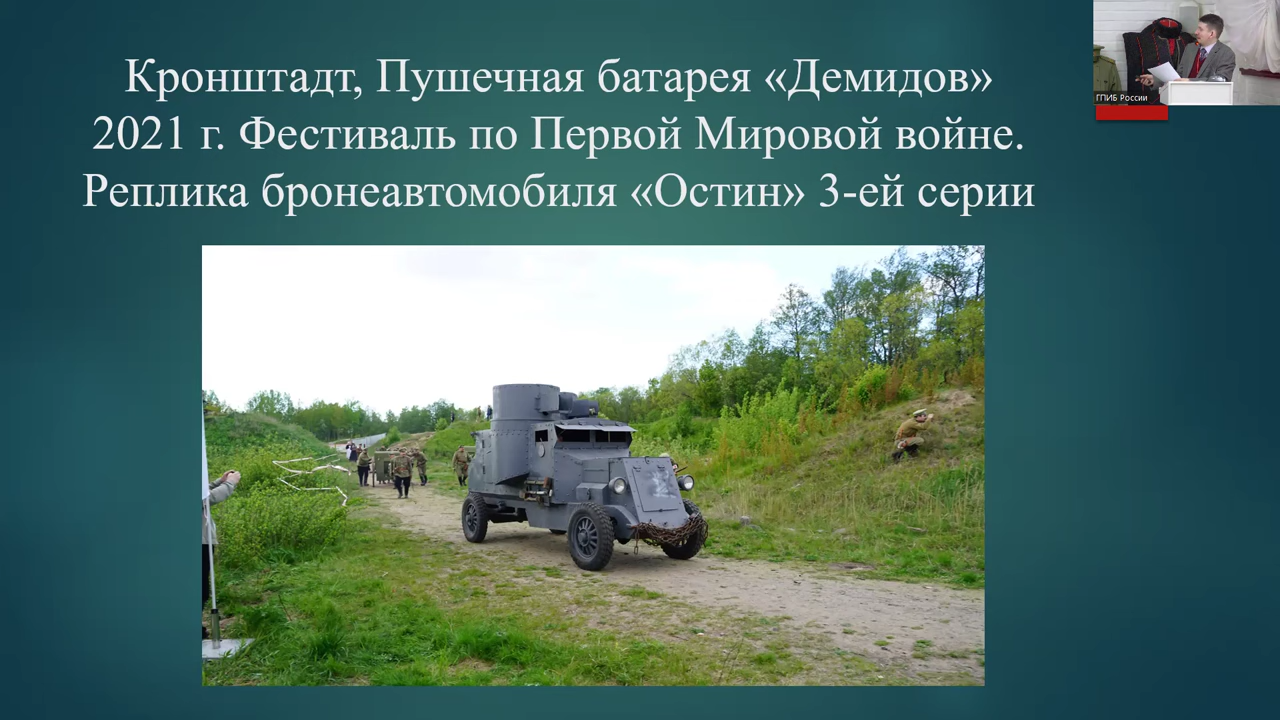 Кронштадт, Пушечная батарея «Демидов»
2021 г. Фестиваль по Первой Мировой войне.
Реплика бронеавтомобиля «Остин» 3-ей серии
ГПИБ России